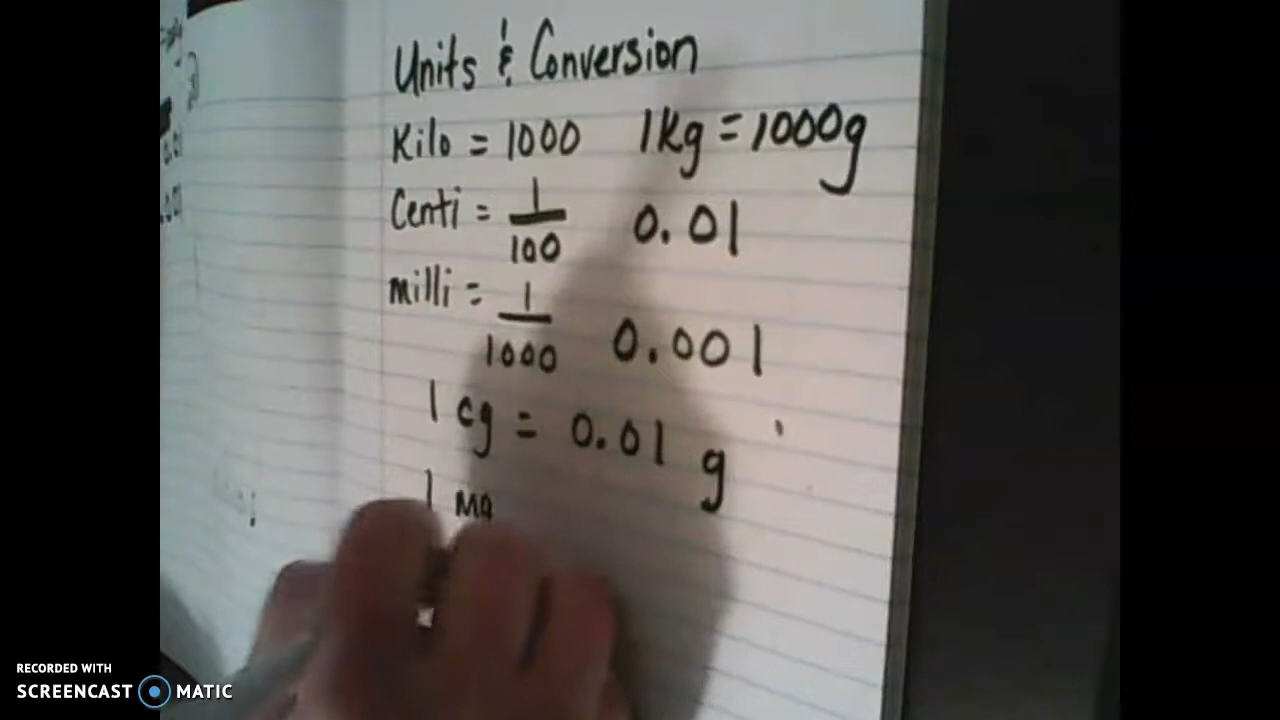 Units & Conversion
Kilo = 1000 1kg = 1000g
Centi = 1/100 0.01
milli = 1/1000 0.001
1 cg = 0.01 g
1 mg
RECORDED WITH
SCREENCAST MATIC